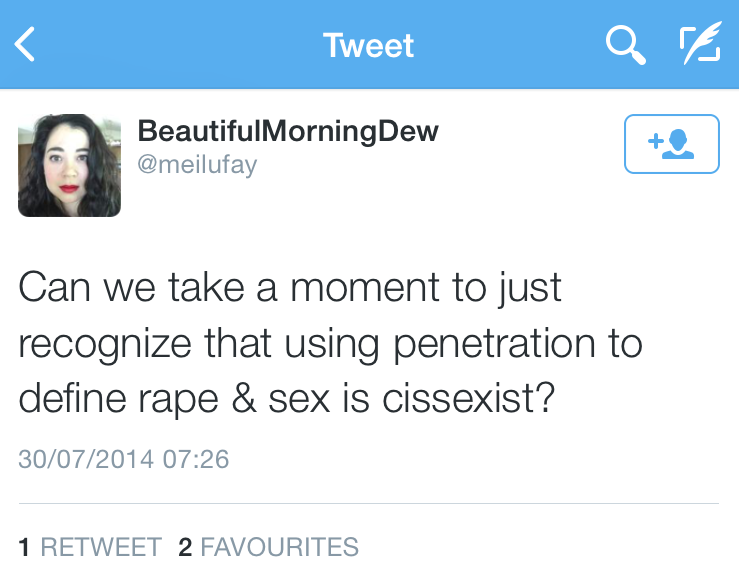 Tweet
BeautifulMorningDew
@meilufay
Can we take a moment to just
recognize that using penetration to
define rape & sex is cissexist?
30/07/2014 07:26
1 RETWEET 2 FAVOURITES